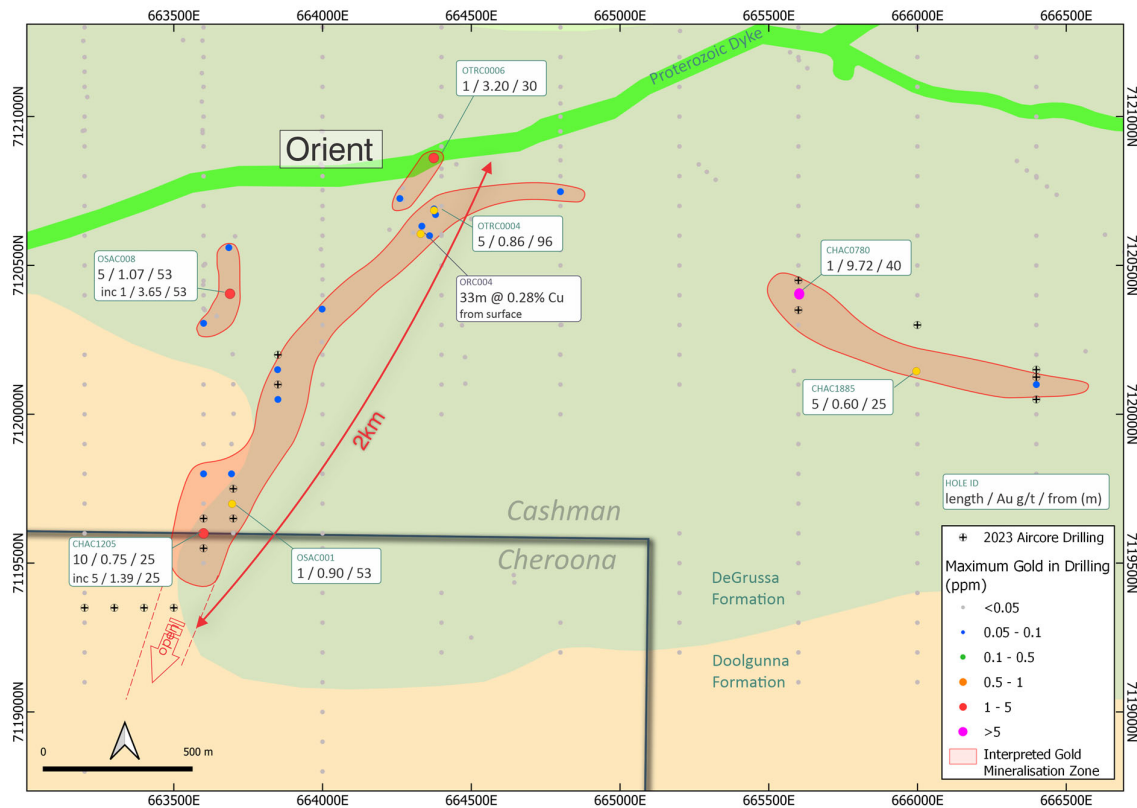 663500E
664000E
664500E
665000E
665500E
666000E
666500E
7121000N
7120500N
7120000N
7119500N
7119000N
7121000N
7120500N
7120000N
7119500N
7119000N
Proterozoic Dyke
OTRC0006
1 / 3.20 / 30
Orient
OTRC0004
5 / 0.86 / 96
OSAC008
5 / 1.07 / 53
inc 1 / 3.65 / 53
ORC004
33m @ 0.28% Cu
from surface
CHAC0780
1 / 9.72 / 40
CHAC1885
5 / 0.60 / 25
2km
Cashman
Cheroona
CHAC1205
10 / 0.75 / 25
inc 5 / 1.39 / 25
OSAC001
1 / 0.90 / 53
open
DeGrussa
Formation
Doolgunna
Formation
HOLE ID
length / Au g/t / from (m)
2023 Aircore Drilling
Maximum Gold in Drilling
(ppm)
<0.05
0.05 - 0.1
0.1 - 0.5
0.5 - 1
1 - 5
>5
Interpreted Gold
Mineralisation Zone
0
500 m
663500E
664000E
664500E
665000E
665500E
666000E
666500E